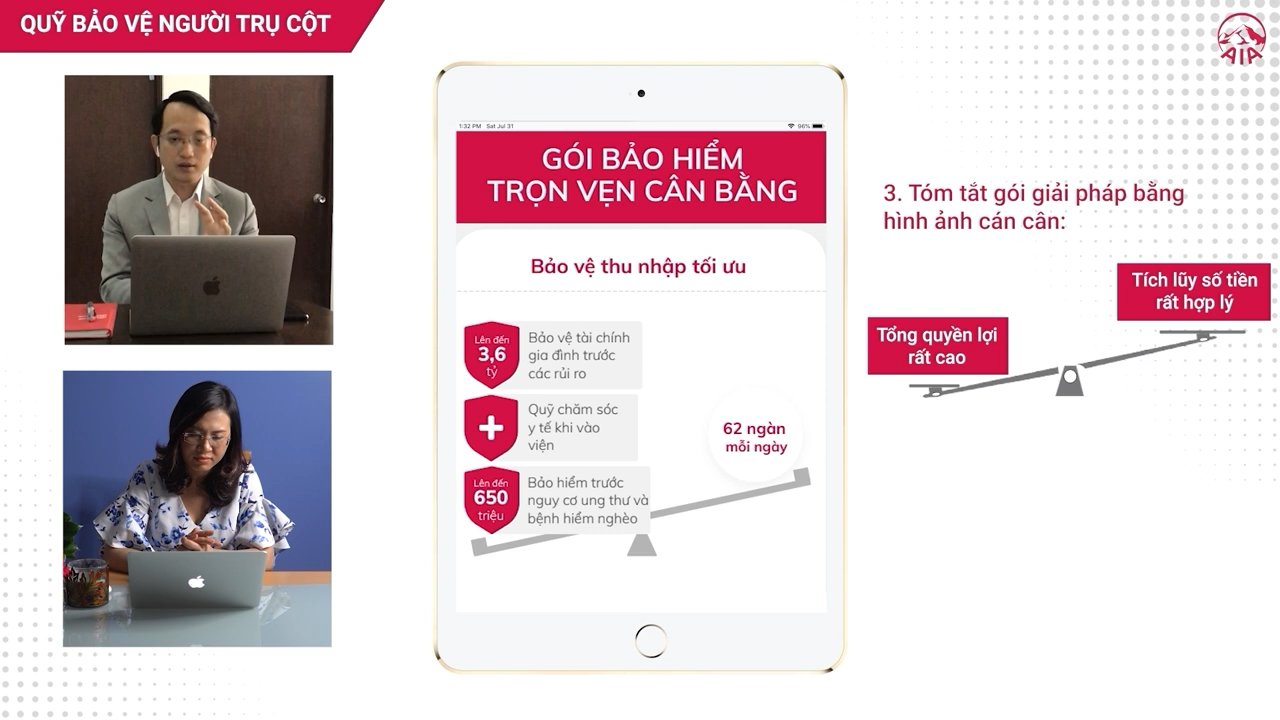 QUỸ BẢO VỆ NGƯỜI TRỤ CỘT
AIA
1:32 PM Sat Jul 31
96%
GÓI BẢO HIỂM
TRỌN VẸN CÂN BẰNG
Bảo vệ thu nhập tối ưu
Lên đến
3,6
tỷ
Bảo vệ tài chính
gia đình trước
các rủi ro
Quỹ chăm sóc
y tế khi vào
viện
Lên đến
650
triệu
Bảo hiểm trước
nguy cơ ung thư và
bệnh hiểm nghèo
62 ngàn
mỗi ngày
3. Tóm tắt gói giải pháp bằng
hình ảnh cán cân:
Tích lũy số tiền
rất hợp lý
Tổng quyền lợi
rất cao